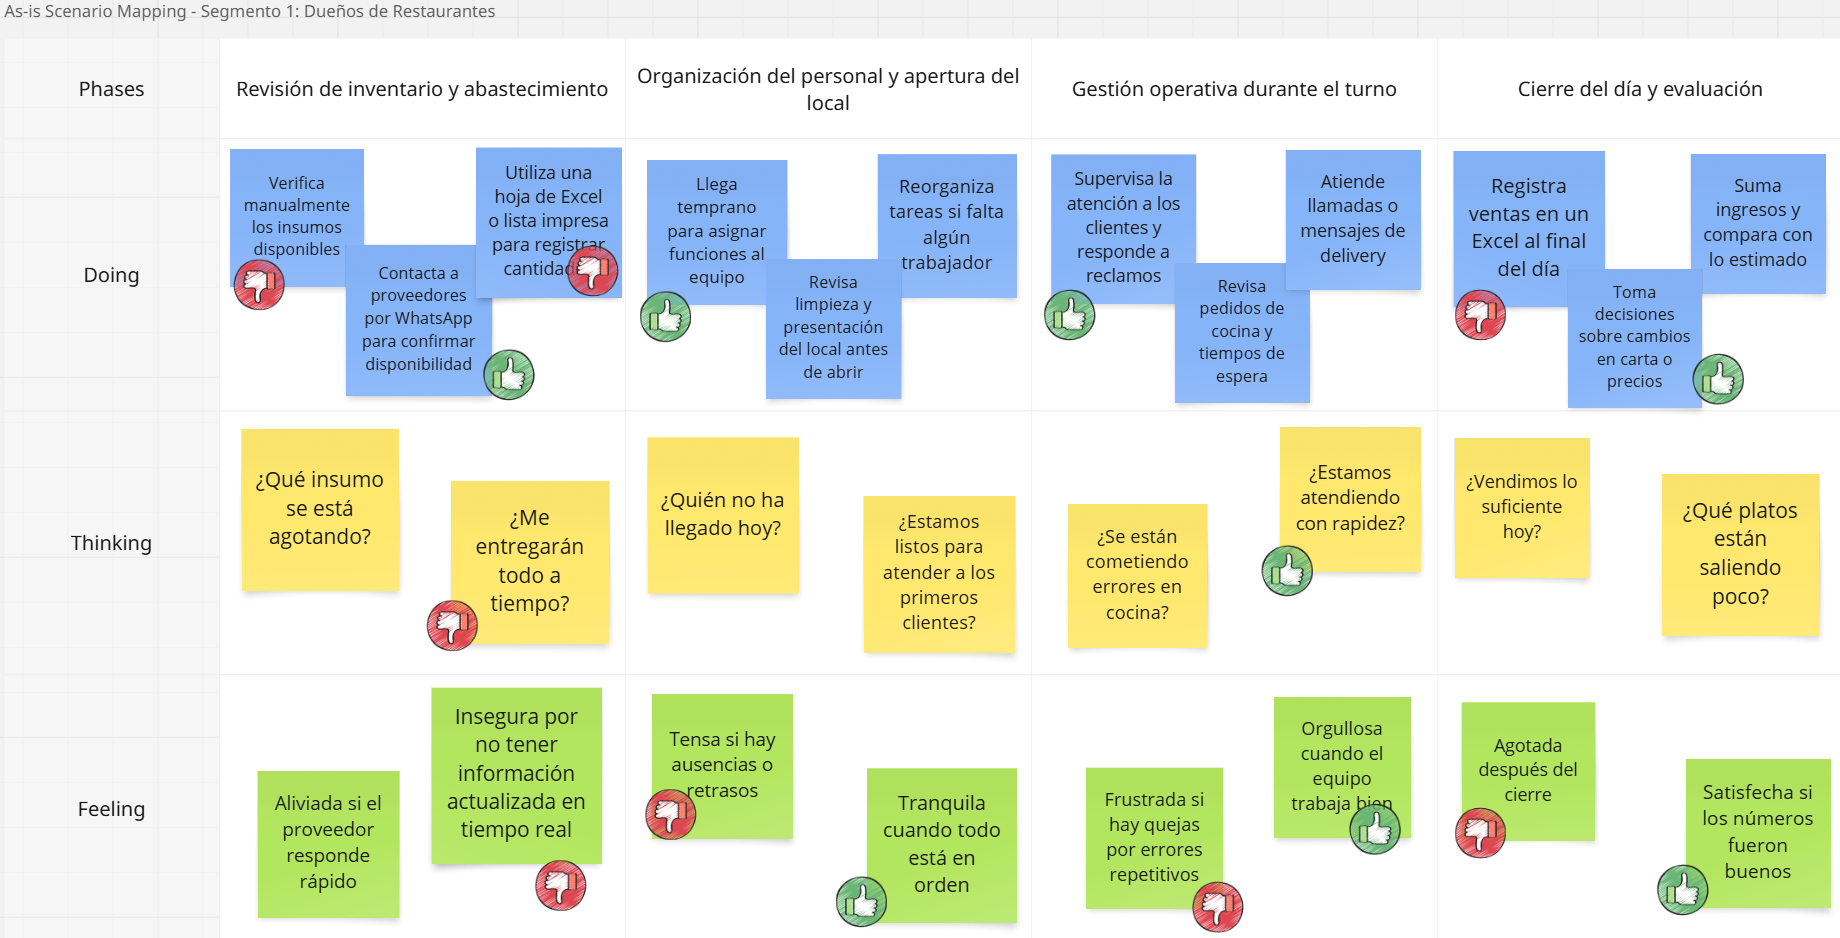 As-is Scenario Mapping - Segmento 1: Dueños de Restaurantes
Phases
Revisión de inventario y abastecimiento
Organización del personal y apertura del
local
Gestión operativa durante el turno
Cierre del día y evaluación
Doing
Verifica
manualmente
los insumos
disponibles
Contacta a
proveedores
por WhatsApp
para confirmar
disponibilidad
Utiliza una
hoja de Excel
o lista impresa
para registrar
Llega
temprano
para asignar
funciones al
equipo
Revisa
limpieza y
presentación
del local antes
de abrir
Reorganiza
tareas si falta
algún
trabajador
Supervisa la
atención a los
clientes y
responde a
reclamos
Revisa
pedidos de
cocina y
tiempos de
espera
Atiende
llamadas o
mensajes de
delivery
Registra
ventas en un
Excel al final
del día
Toma
decisiones
sobre cambios
en carta o
precios
Suma
ingresos y
compara con
lo estimado
Thinking
¿Qué insumo
se está
agotando?
¿Me
entregarán
todo a
tiempo?
¿Quién no ha
llegado hoy?
¿Estamos
listos para
atender a los
primeros
clientes?
¿Se están
cometiendo
errores en
cocina?
¿Estamos
atendiendo
con rapidez?
¿Vendimos lo
suficiente
hoy?
¿Qué platos
están
saliendo
poco?
Feeling
Aliviada si el
proveedor
responde
rápido
Insegura por
no tener
información
actualizada en
tiempo real
Tensa si hay
ausencias o
retrasos
Tranquila
cuando todo
está en
orden
Frustrada si
hay quejas
por errores
repetitivos
Orgullosa
cuando el
equipo
trabaja bien
Agotada
después del
cierre
Satisfecha si
los números
fueron
buenos